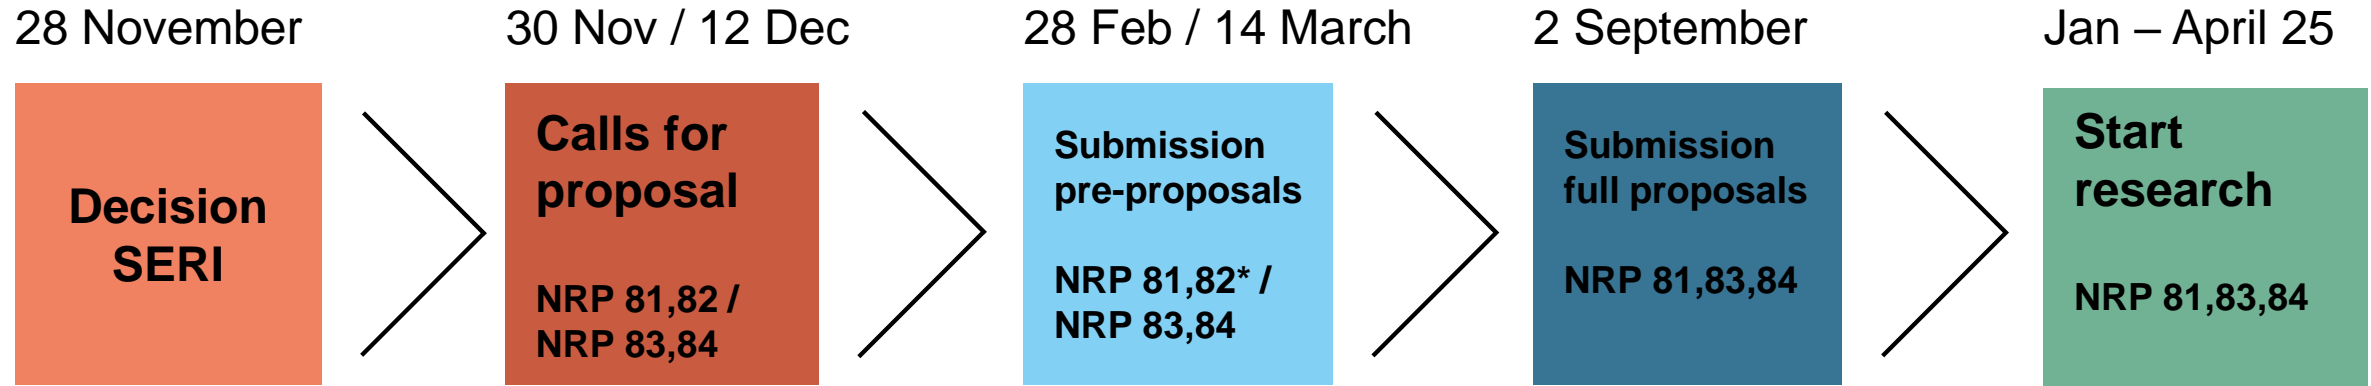 28 November
30 Nov / 12 Dec
28 Feb / 14 March
2 September
Jan – April 25
Decision
SERI
Calls for
proposal
NRP 81,82 /
NRP 83,84
Submission
pre-proposals
NRP 81,82* /
NRP 83,84
Submission
full proposals
NRP 81,83,84
Start
research
NRP 81,83,84